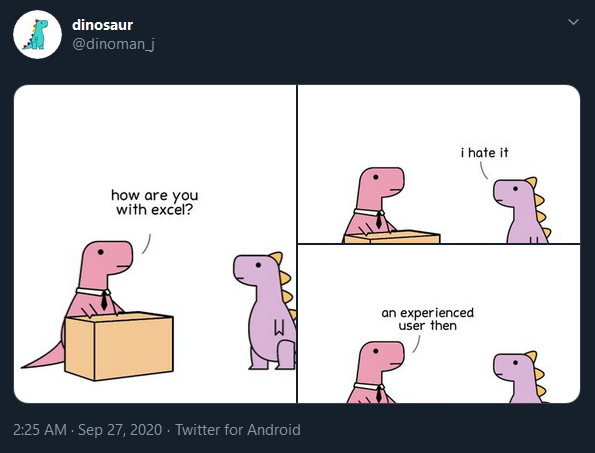 dinosaur
@dinoman_j
how are you
with excel?
i hate it
an experienced
user then
2:25 AM · Sep 27, 2020 · Twitter for Android